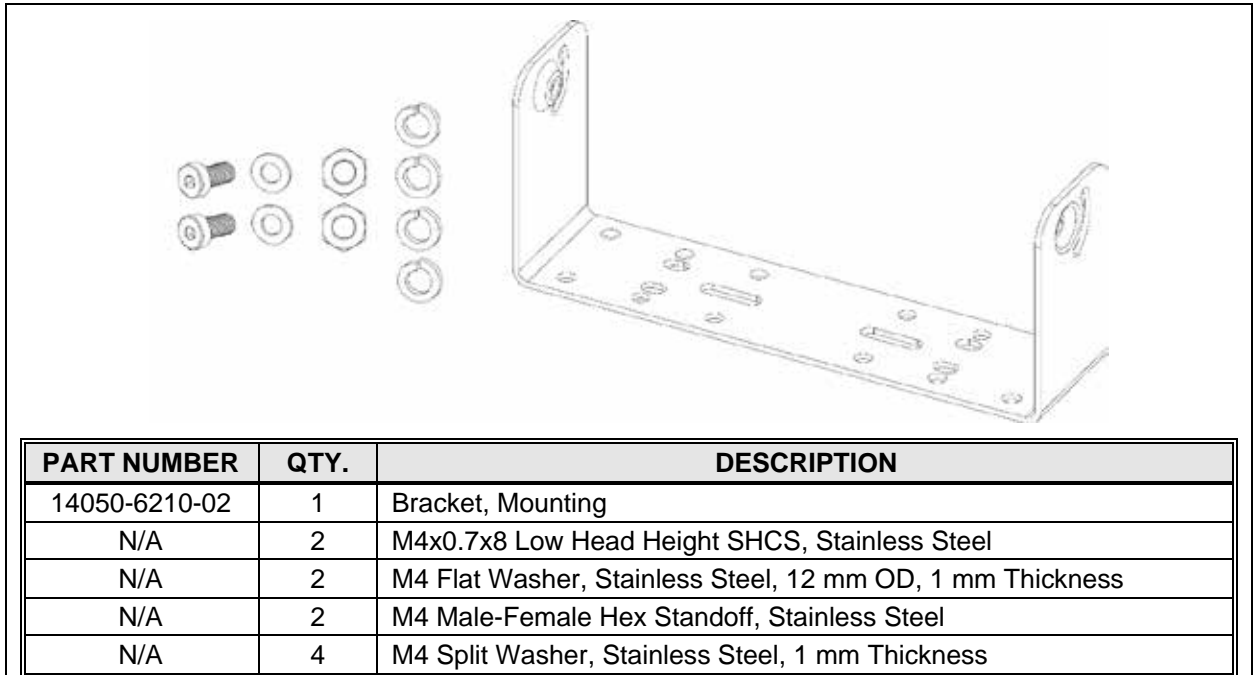 PART NUMBER QTY. DESCRIPTION
14050-6210-02 1 Bracket, Mounting
N/A 2 M4x0.7x8 Low Head Height SHCS, Stainless Steel
N/A 2 M4 Flat Washer, Stainless Steel, 12 mm OD, 1 mm Thickness
N/A 2 M4 Male-Female Hex Standoff, Stainless Steel
N/A 4 M4 Split Washer, Stainless Steel, 1 mm Thickness